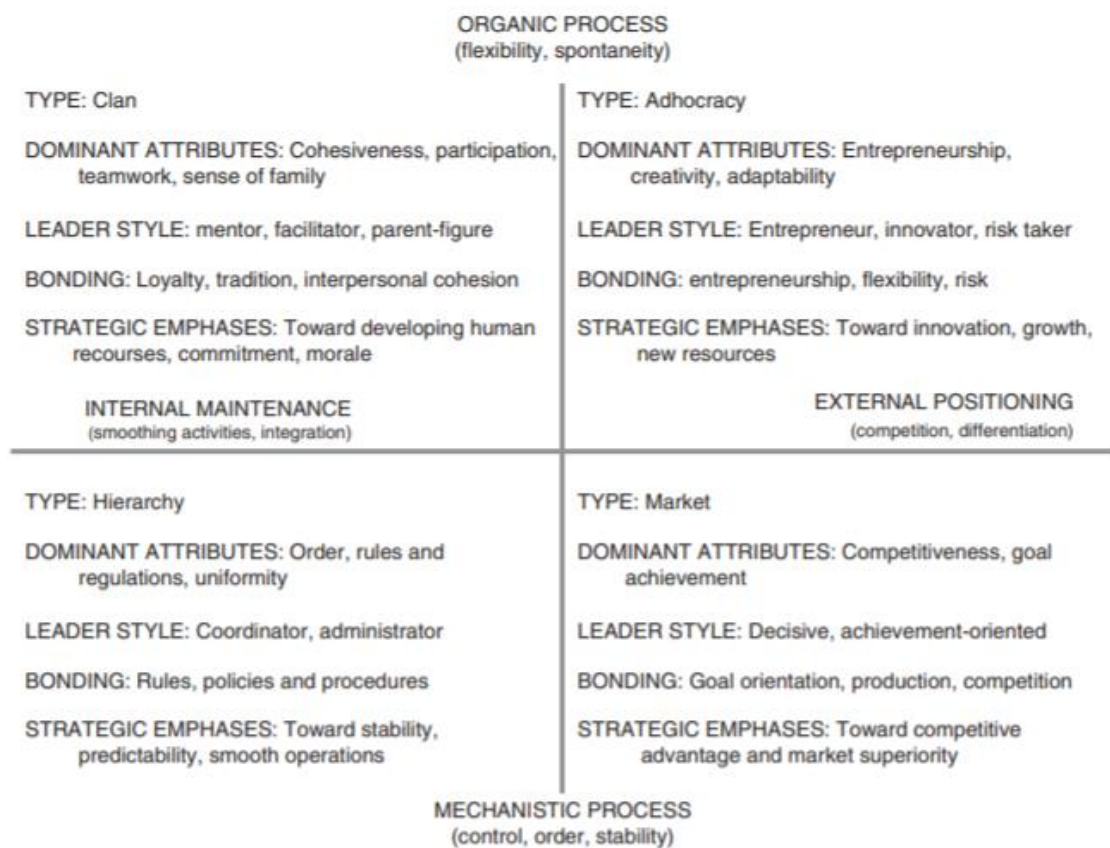 ORGANIC PROCESS
(flexibility, spontaneity)
TYPE: Clan
DOMINANT ATTRIBUTES: Cohesiveness, participation,
teamwork, sense of family
LEADER STYLE: mentor, facilitator, parent-figure
BONDING: Loyalty, tradition, interpersonal cohesion
STRATEGIC EMPHASES: Toward developing human
recourses, commitment, morale
INTERNAL MAINTENANCE
(smoothing activities, integration)
TYPE: Adhocracy
DOMINANT ATTRIBUTES: Entrepreneurship,
creativity, adaptability
LEADER STYLE: Entrepreneur, innovator, risk taker
BONDING: entrepreneurship, flexibility, risk
STRATEGIC EMPHASES: Toward innovation, growth,
new resources
EXTERNAL POSITIONING
(competition, differentiation)
TYPE: Hierarchy
DOMINANT ATTRIBUTES: Order, rules and
regulations, uniformity
LEADER STYLE: Coordinator, administrator
BONDING: Rules, policies and procedures
STRATEGIC EMPHASES: Toward stability,
predictability, smooth operations
TYPE: Market
DOMINANT ATTRIBUTES: Competitiveness, goal
achievement
LEADER STYLE: Decisive, achievement-oriented
BONDING: Goal orientation, production, competition
STRATEGIC EMPHASES: Toward competitive
advantage and market superiority
MECHANISTIC PROCESS
(control, order, stability)